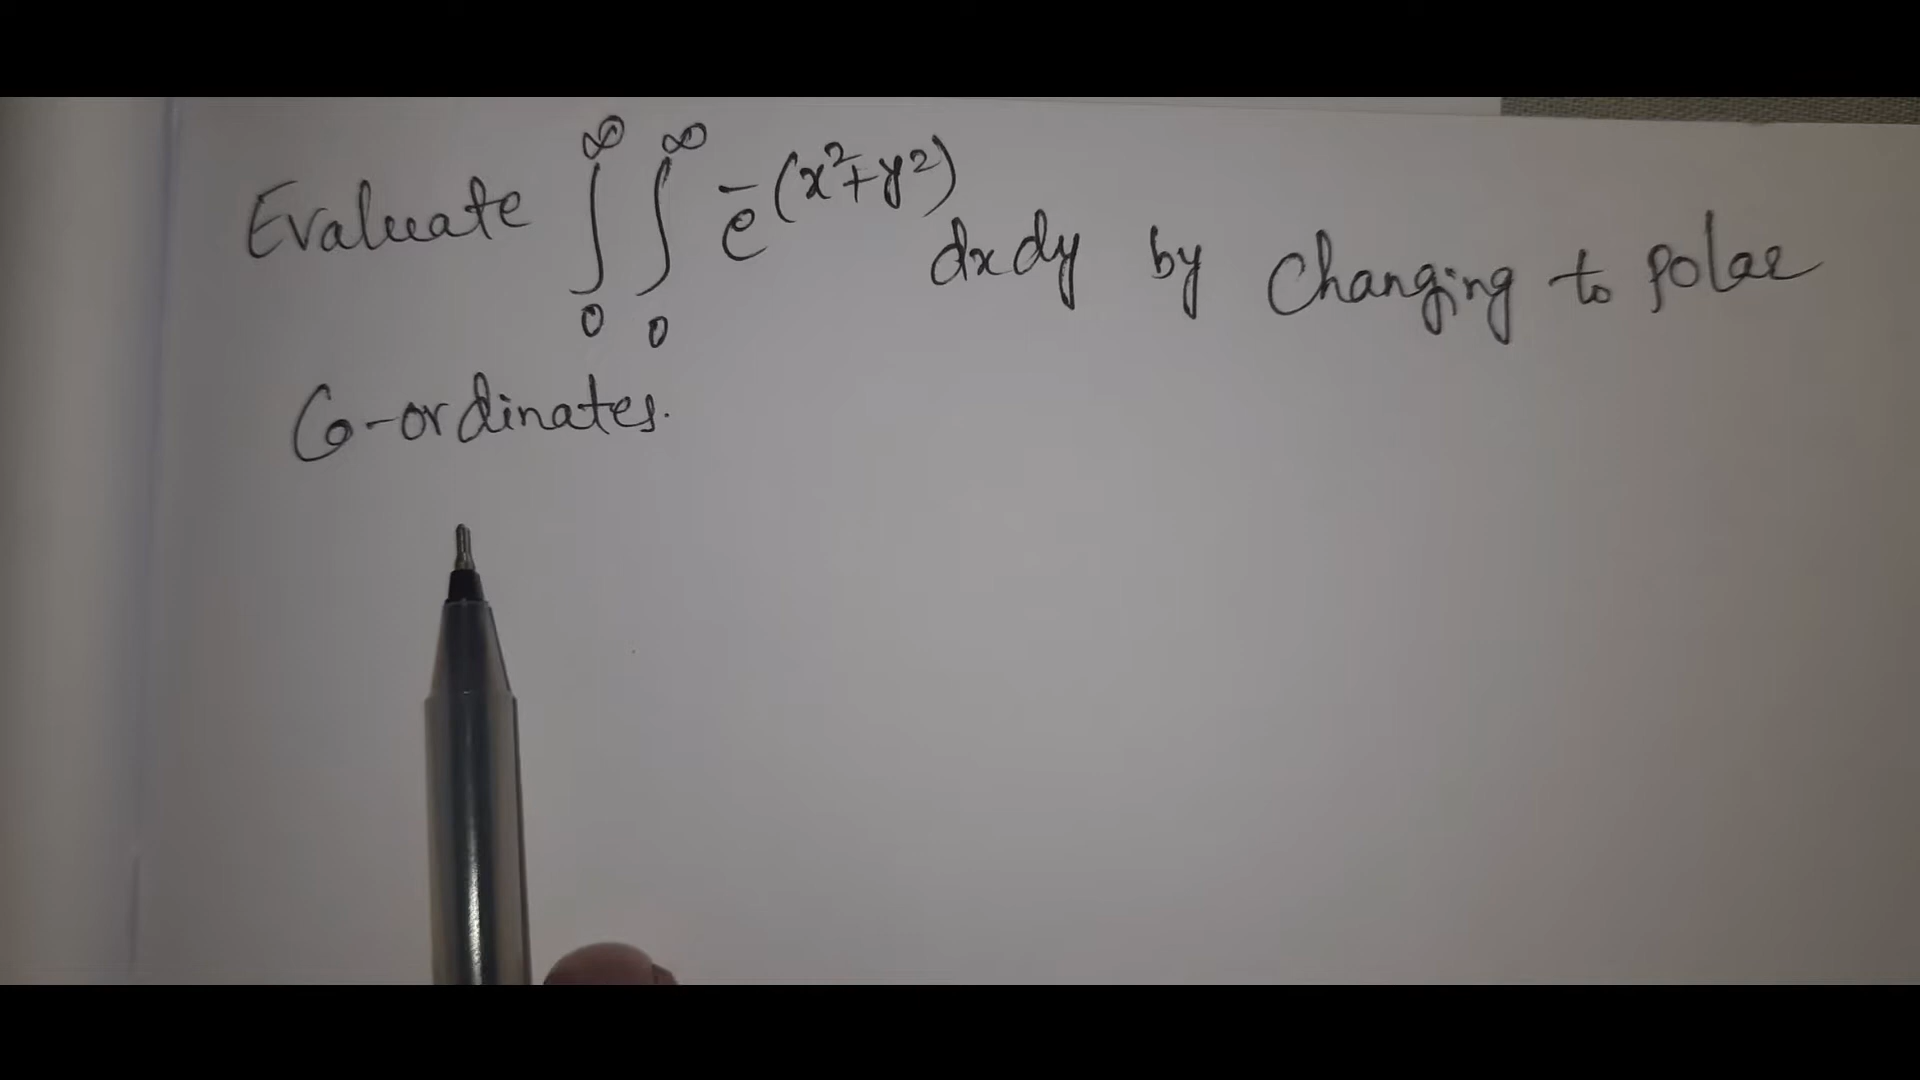 Evaluate ∫₀^∞ ∫₀^∞ e^-(x²+y²) dx dy by Changing to polar
Co-ordinates.